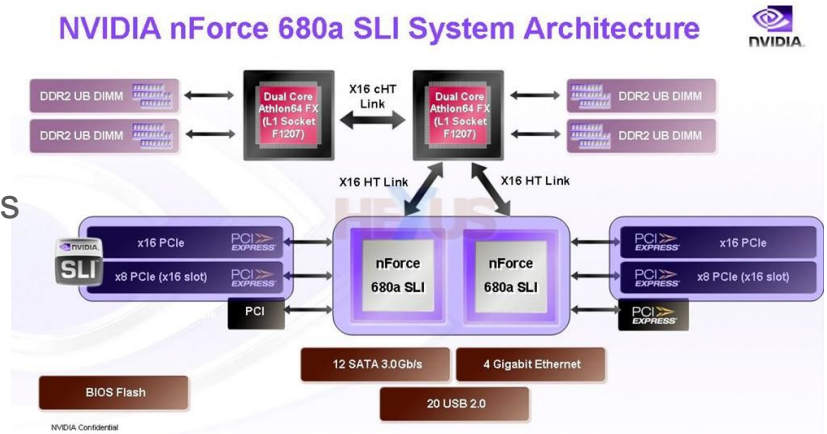 NVIDIA nForce 680a SLI System Architecture
NVIDIA.
DDR2 UB DIMM
DDR2 UB DIMM
Dual Core
Athlon64 FX
(L1 Socket
F1207)
X16 cHT
Link
Dual Core
Athlon64 FX
(L1 Socket
F1207)
DDR2 UB DIMM
DDR2 UB DIMM
X16 HT Link
X16 HT Link
S
HEXUS
NVIDIA.
SLI
x16 PCIe
PCI
EXPRESS
x8 PCIe (x16 slot)
PCI
EXPRESS
PCI
nForce
680a SLI
nForce
680a SLI
PCI
EXPRESS
x16 PCIe
PCI
EXPRESS
x8 PCIe (x16 slot)
PCI
EXPRESS
12 SATA 3.0Gb/s
4 Gigabit Ethernet
BIOS Flash
20 USB 2.0
NVIDIA Confidential